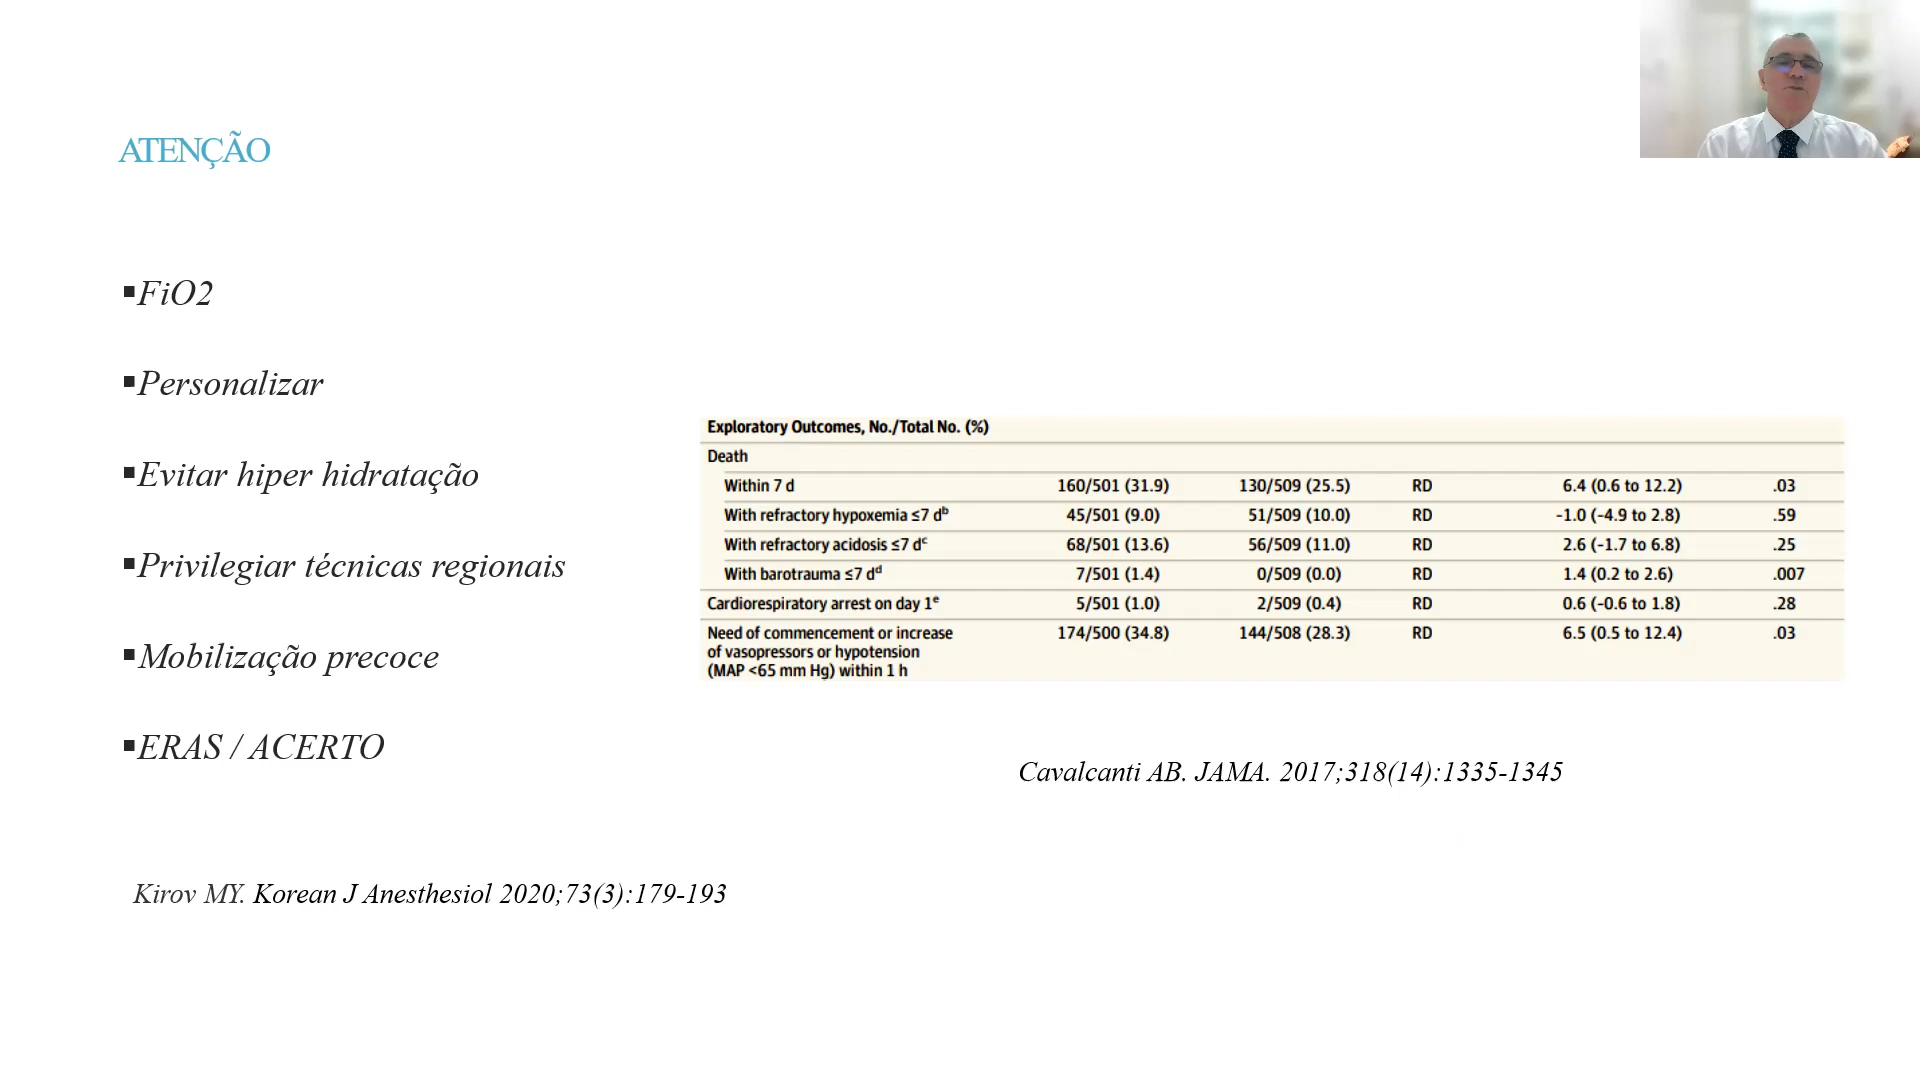 ATENÇÃO
▪FiO2
▪Personalizar
▪Evitar hiper hidratação
▪Privilegiar técnicas regionais
▪Mobilização precoce
▪ERAS / ACERTO
Kirov MY. Korean J Anesthesiol 2020;73(3):179-193
Exploratory Outcomes, No./Total No. (%)
Death
Within 7 d 160/501 (31.9) 130/509 (25.5) RD 6.4 (0.6 to 12.2) .03
With refractory hypoxemia ≤7 dᵇ 45/501 (9.0) 51/509 (10.0) RD -1.0 (-4.9 to 2.8) .59
With refractory acidosis ≤7 dᶜ 68/501 (13.6) 56/509 (11.0) RD 2.6 (-1.7 to 6.8) .25
With barotrauma ≤7 dᵈ 7/501 (1.4) 0/509 (0.0) RD 1.4 (0.2 to 2.6) .007
Cardiorespiratory arrest on day 1ᵉ 5/501 (1.0) 2/509 (0.4) RD 0.6 (-0.6 to 1.8) .28
Need of commencement or increase 174/500 (34.8) 144/508 (28.3) RD 6.5 (0.5 to 12.4) .03
of vasopressors or hypotension
(MAP <65 mm Hg) within 1 h
Cavalcanti AB. JAMA. 2017;318(14):1335-1345